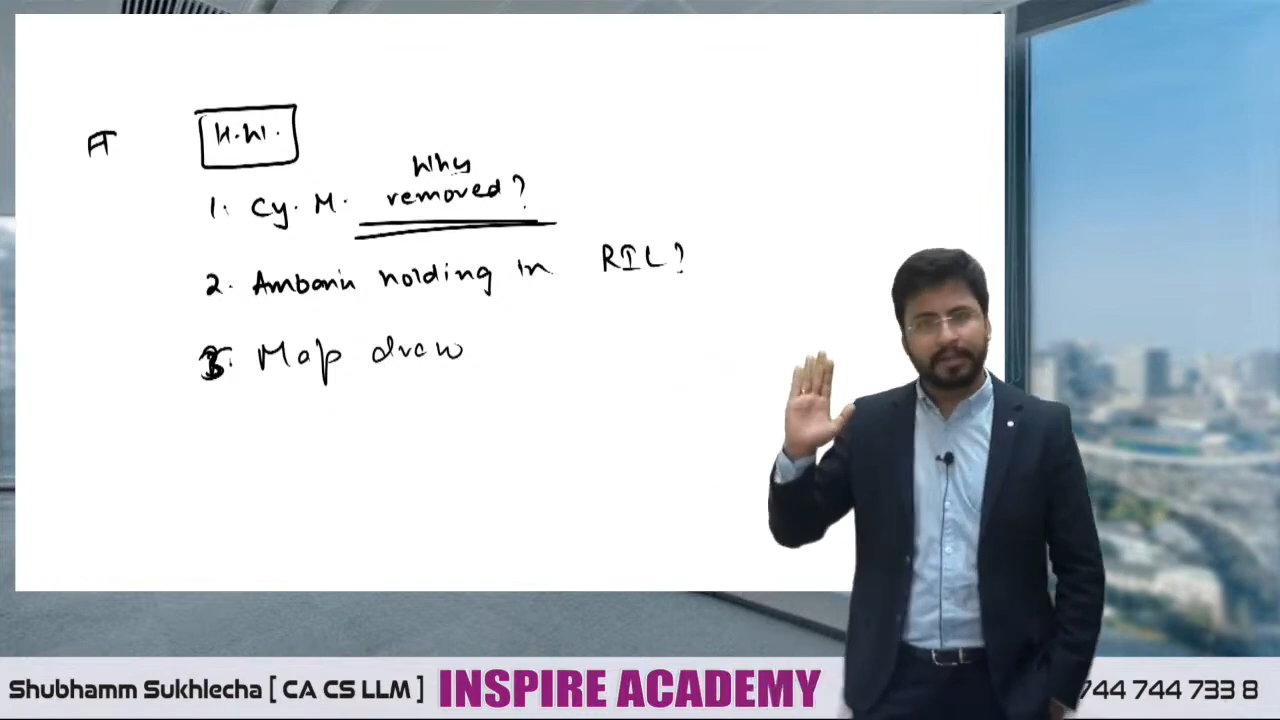 H.W.
Why
1. Cy. M. removed?
2. Ambani holding in RIL?
3. Map draw
Shubhamm Sukhlecha [ CA CS LLM ] INSPIRE ACADEMY 744 744 733 8